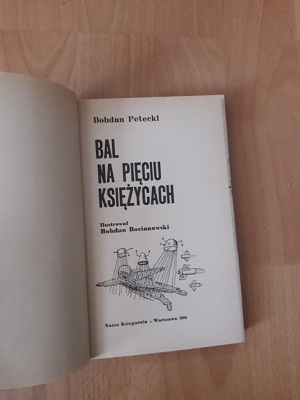 Bohdan Petecki
BAL
NA PIĘCIU
KSIĘŻYCACH
Ilustrował
Bohdan Bocianowski
Nasza Księgarnia • Warszawa 1981